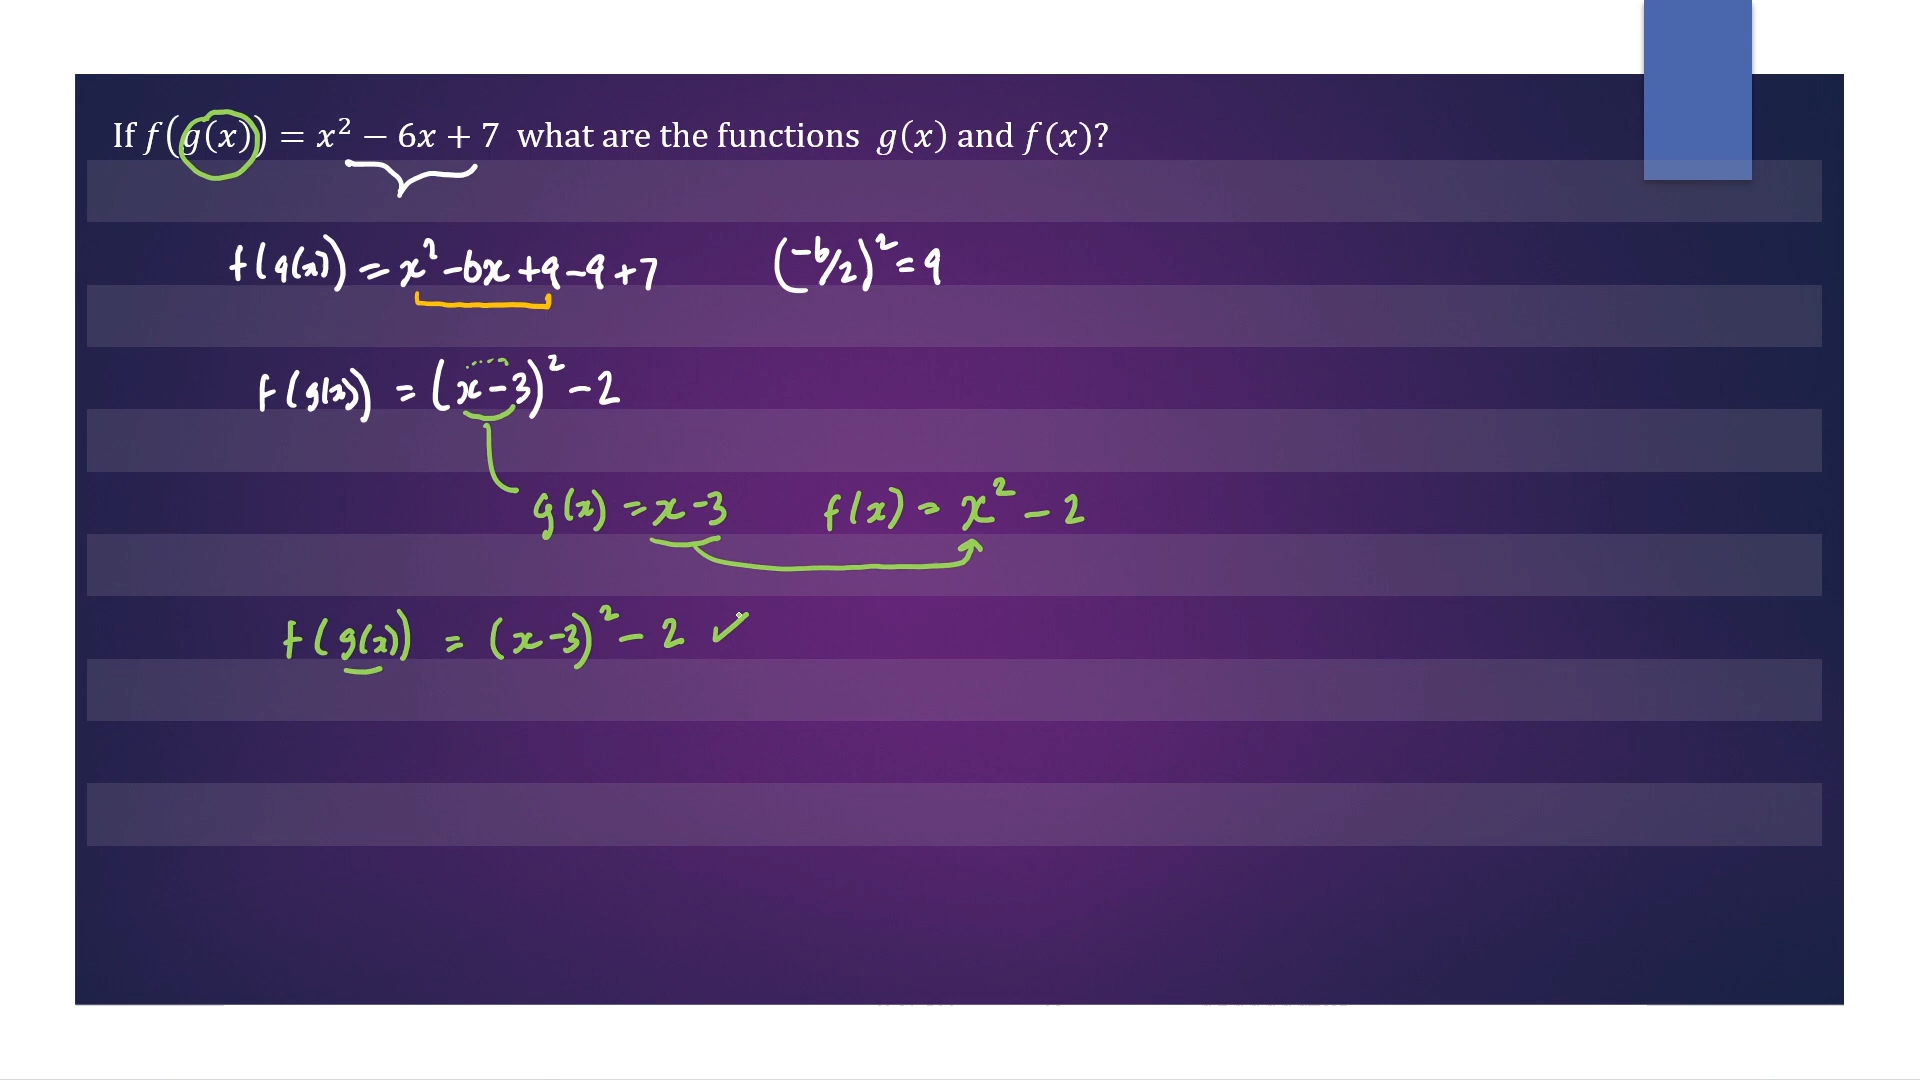 If f(g(x)) = x² − 6x + 7 what are the functions g(x) and f(x)?
f(g(x)) = x² -6x +9 -9 +7 (-6/2)² = 9
f(g(x)) = (x-3)² -2
g(x) = x -3 f(x) = x² - 2
f(g(x)) = (x-3)² - 2 ✓